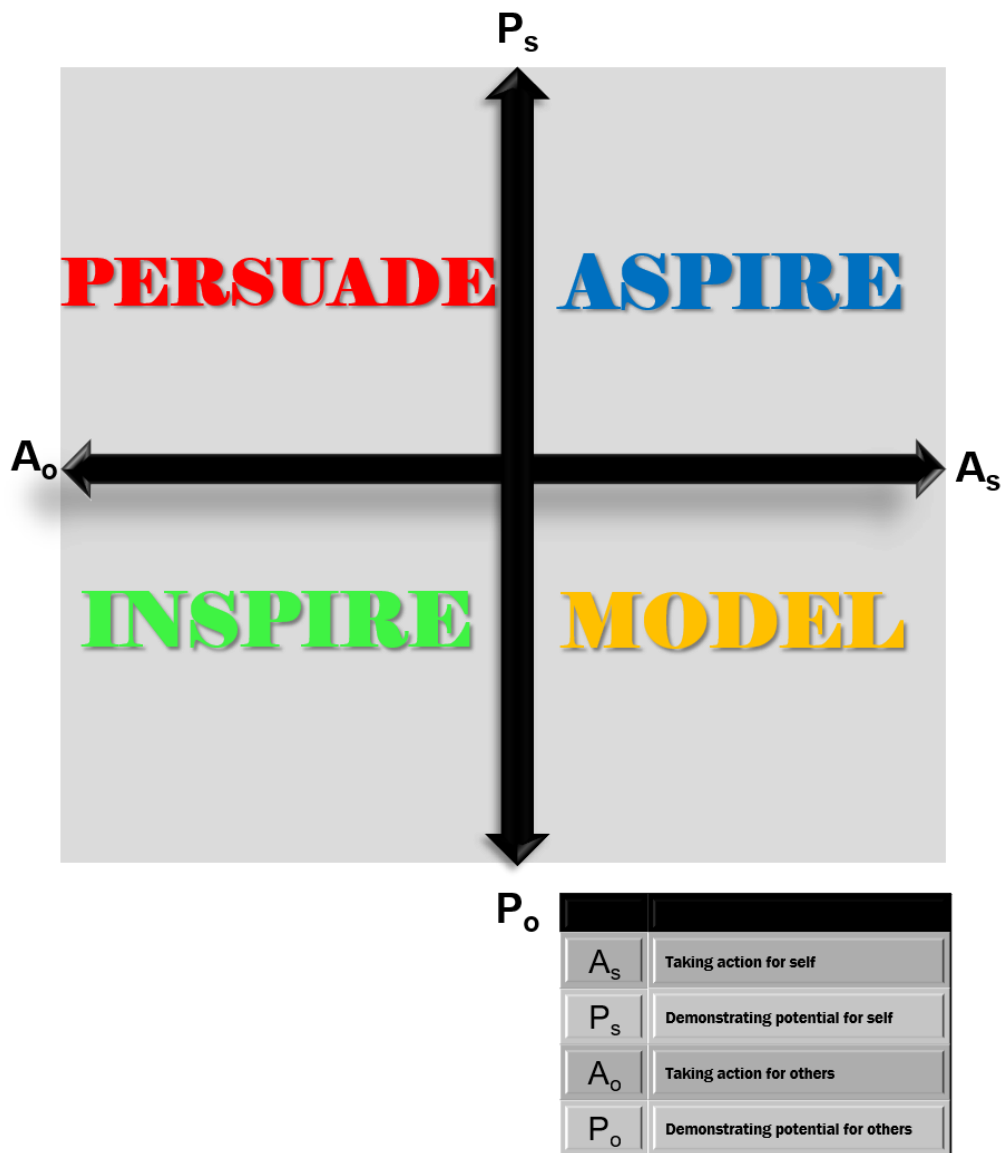 Ps
PERSUADE ASPIRE
Ao As
INSPIRE MODEL
Po
As Taking action for self
Ps Demonstrating potential for self
Ao Taking action for others
Po Demonstrating potential for others